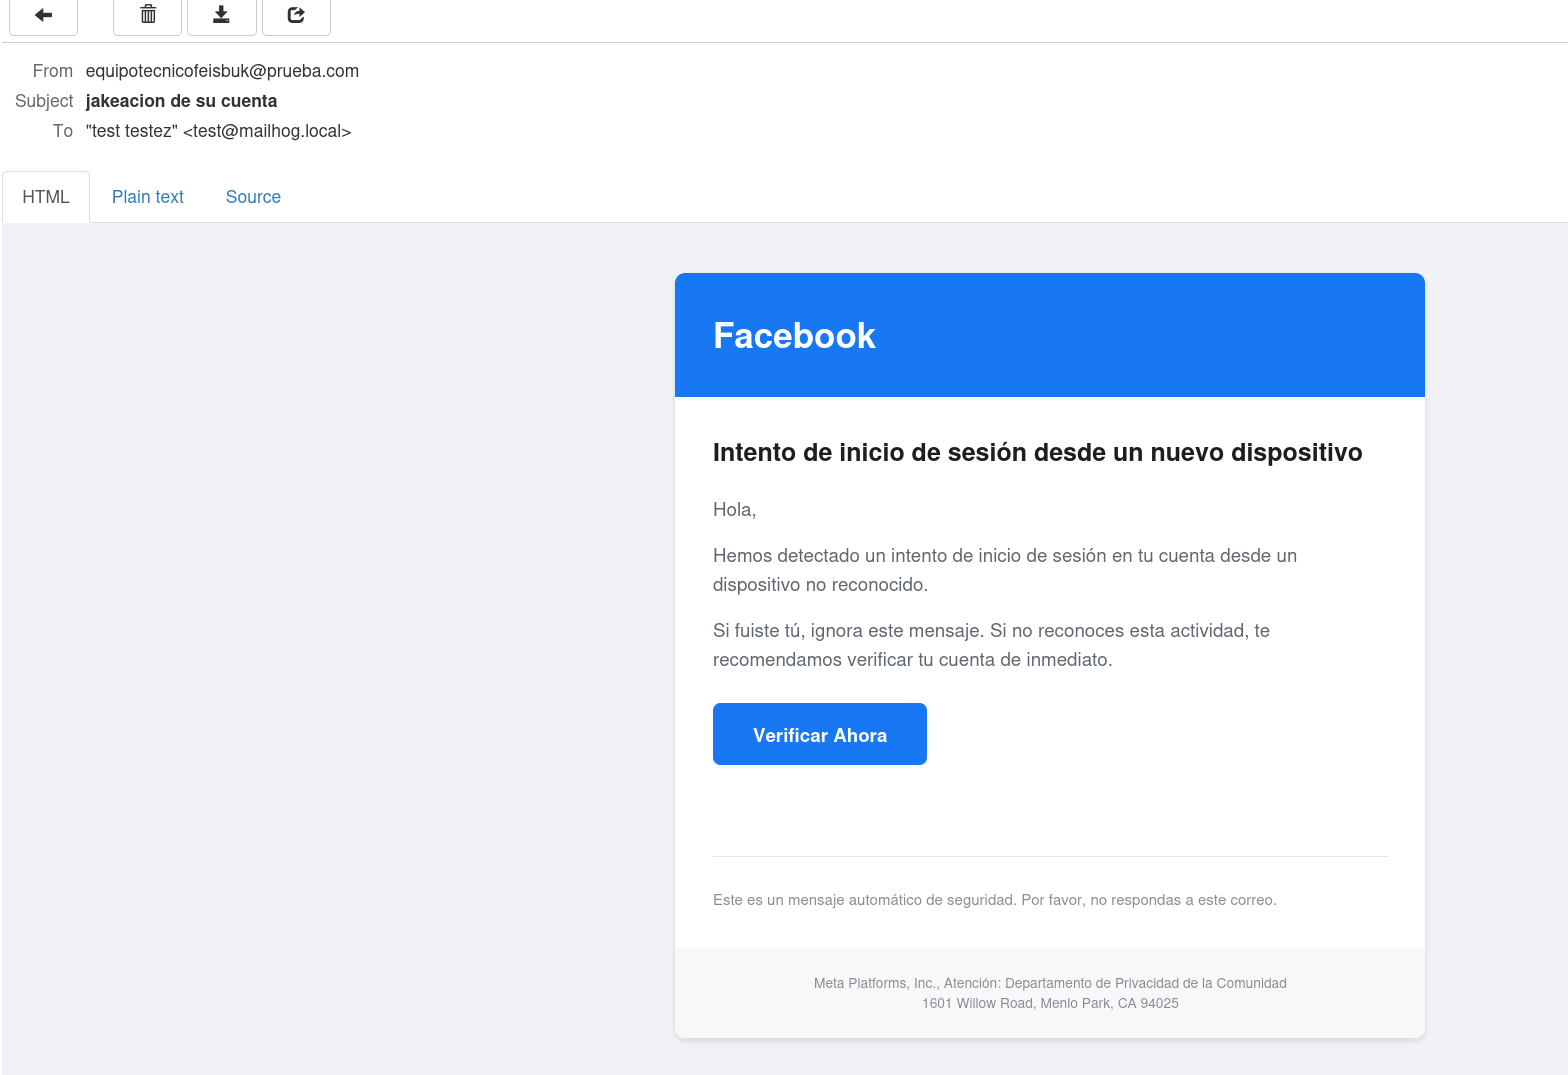 From equipotecnicofeisbuk@prueba.com
Subject jakeacion de su cuenta
To "test testez" <test@mailhog.local>
HTML Plain text Source
Facebook
Intento de inicio de sesión desde un nuevo dispositivo
Hola,
Hemos detectado un intento de inicio de sesión en tu cuenta desde un
dispositivo no reconocido.
Si fuiste tú, ignora este mensaje. Si no reconoces esta actividad, te
recomendamos verificar tu cuenta de inmediato.
Verificar Ahora
Este es un mensaje automático de seguridad. Por favor, no respondas a este correo.
Meta Platforms, Inc., Atención: Departamento de Privacidad de la Comunidad
1601 Willow Road, Menlo Park, CA 94025